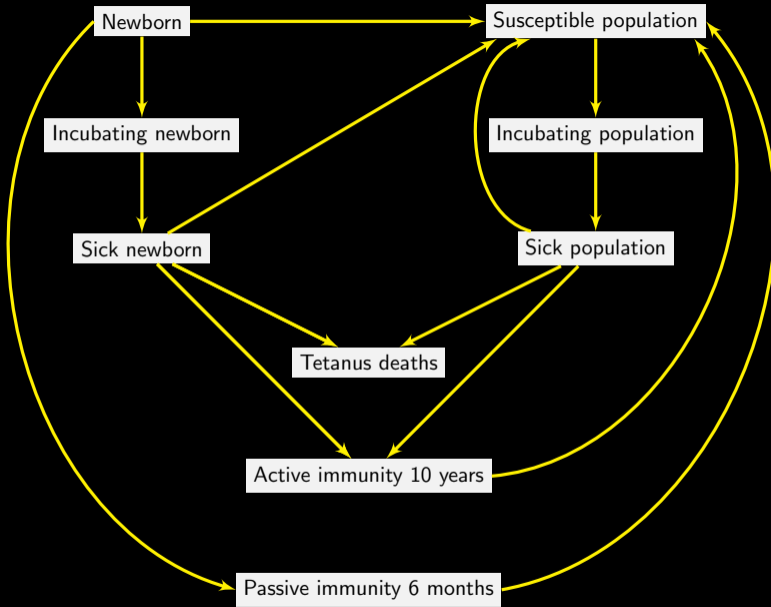 Newborn
Susceptible population
Incubating newborn
Incubating population
Sick newborn
Sick population
Tetanus deaths
Active immunity 10 years
Passive immunity 6 months